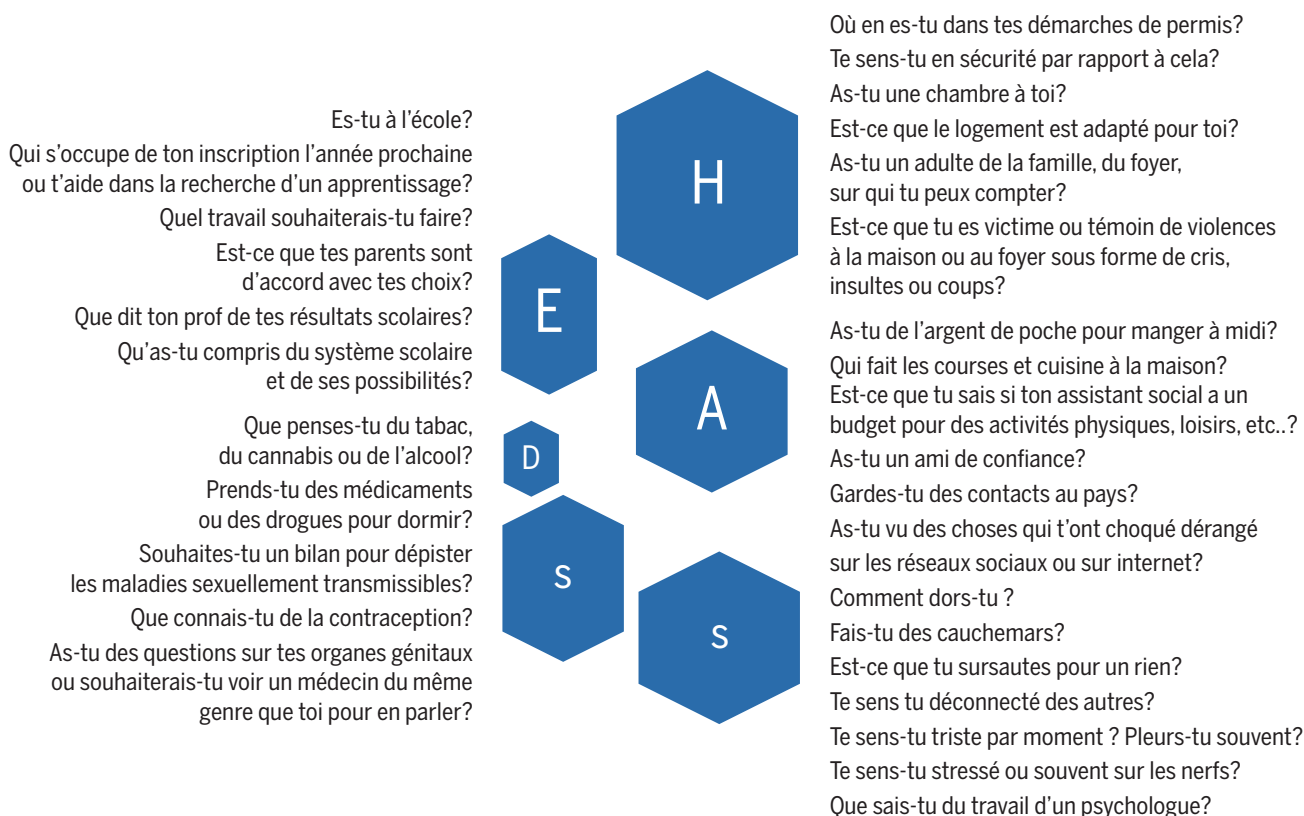 H
Où en es-tu dans tes démarches de permis?
Te sens-tu en sécurité par rapport à cela?
As-tu une chambre à toi?
Est-ce que le logement est adapté pour toi?
As-tu un adulte de la famille, du foyer,
sur qui tu peux compter?
Est-ce que tu es victime ou témoin de violences
à la maison ou au foyer sous forme de cris,
insultes ou coups?
E
Es-tu à l'école?
Qui s'occupe de ton inscription l'année prochaine
ou t'aide dans la recherche d'un apprentissage?
Quel travail souhaiterais-tu faire?
Est-ce que tes parents sont
d'accord avec tes choix?
Que dit ton prof de tes résultats scolaires?
Qu'as-tu compris du système scolaire
et de ses possibilités?
A
As-tu de l'argent de poche pour manger à midi?
Qui fait les courses et cuisine à la maison?
Est-ce que tu sais si ton assistant social a un
budget pour des activités physiques, loisirs, etc..?
As-tu un ami de confiance?
Gardes-tu des contacts au pays?
As-tu vu des choses qui t'ont choqué dérangé
sur les réseaux sociaux ou sur internet?
D
Que penses-tu du tabac,
du cannabis ou de l'alcool?
Prends-tu des médicaments
ou des drogues pour dormir?
S
Souhaites-tu un bilan pour dépister
les maladies sexuellement transmissibles?
Que connais-tu de la contraception?
As-tu des questions sur tes organes génitaux
ou souhaiterais-tu voir un médecin du même
genre que toi pour en parler?
S
Comment dors-tu ?
Fais-tu des cauchemars?
Est-ce que tu sursautes pour un rien?
Te sens tu déconnecté des autres?
Te sens-tu triste par moment ? Pleurs-tu souvent?
Te sens-tu stressé ou souvent sur les nerfs?
Que sais-tu du travail d'un psychologue?